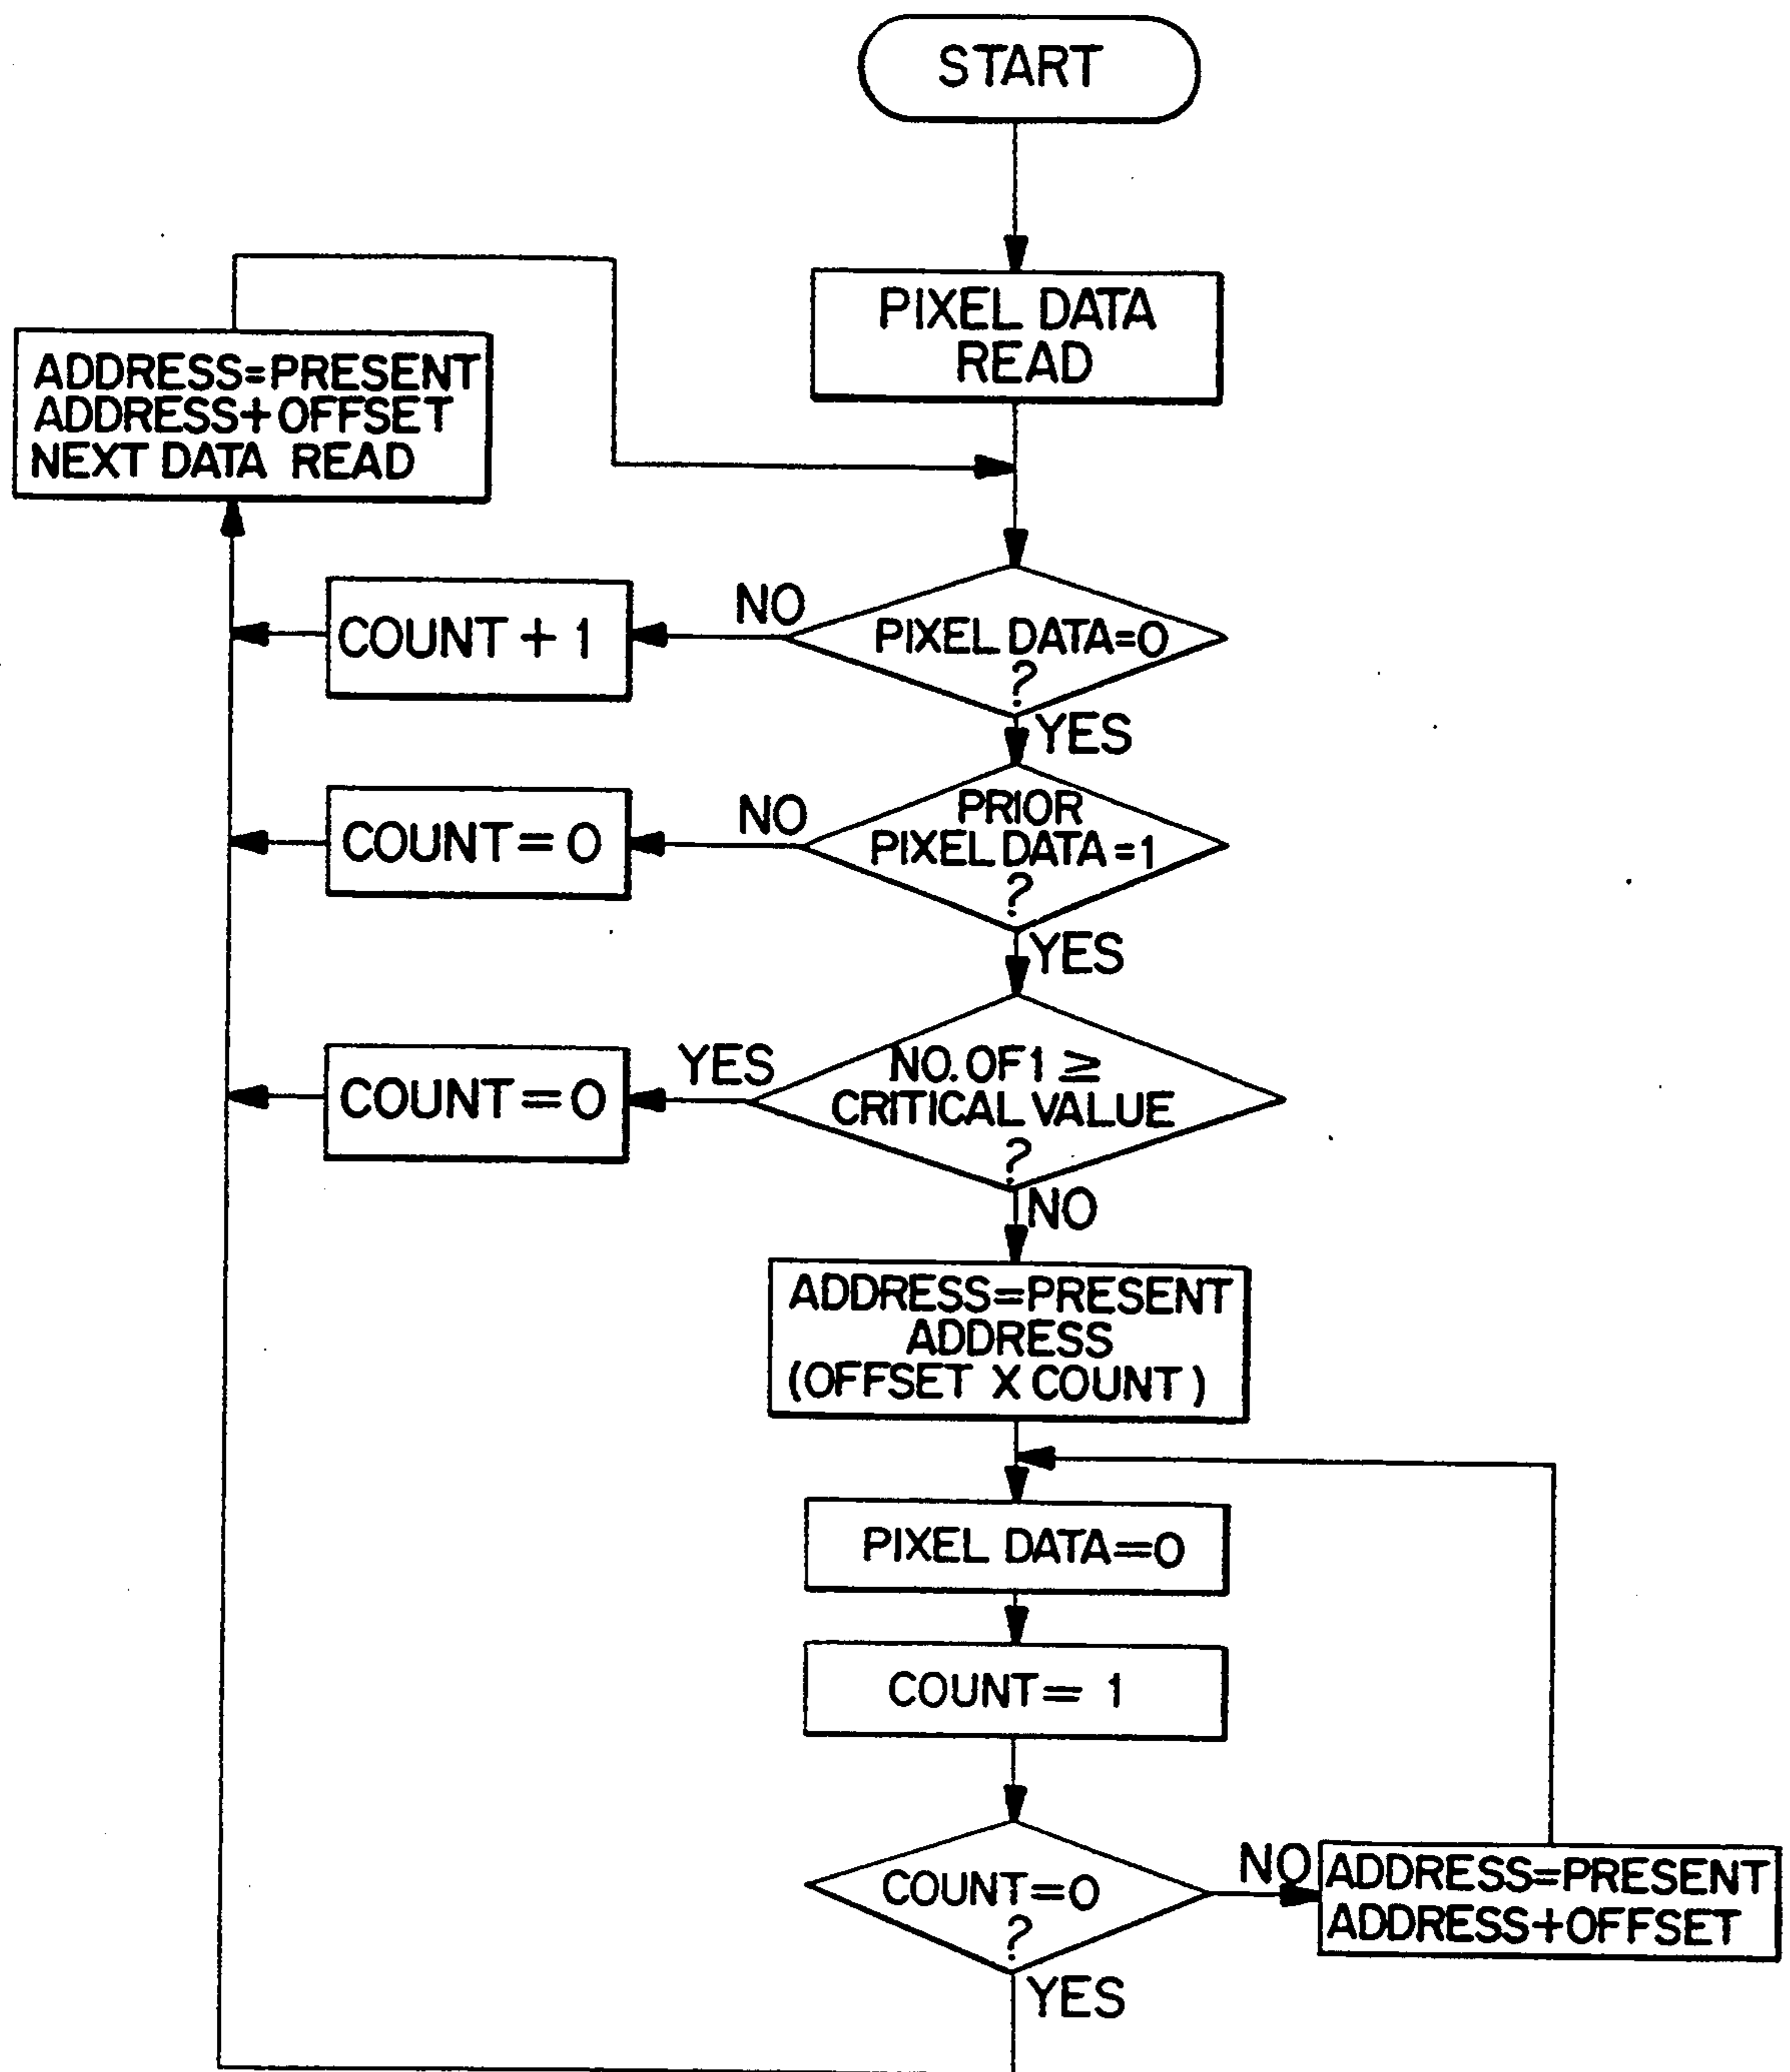 START
PIXEL DATA
READ
ADDRESS=PRESENT
ADDRESS+OFFSET
NEXT DATA READ
PIXEL DATA=0
?
NO
COUNT + 1
YES
PRIOR
PIXEL DATA=1
?
NO
COUNT=0
YES
NO. OF 1 ≥
CRITICAL VALUE
?
YES
COUNT=0
NO
ADDRESS=PRESENT
ADDRESS
(OFFSET X COUNT)
PIXEL DATA=0
COUNT= 1
COUNT=0
?
NO
ADDRESS=PRESENT
ADDRESS+OFFSET
YES